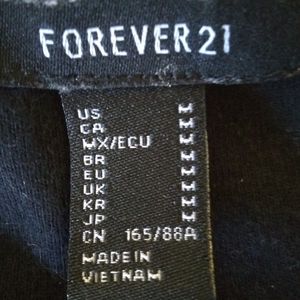 FOREVER 21
US M
CA M
MX/ECU M
BR M
EU M
UK M
KR M
JP M
CN 165/88A
MADE IN
VIETNAM